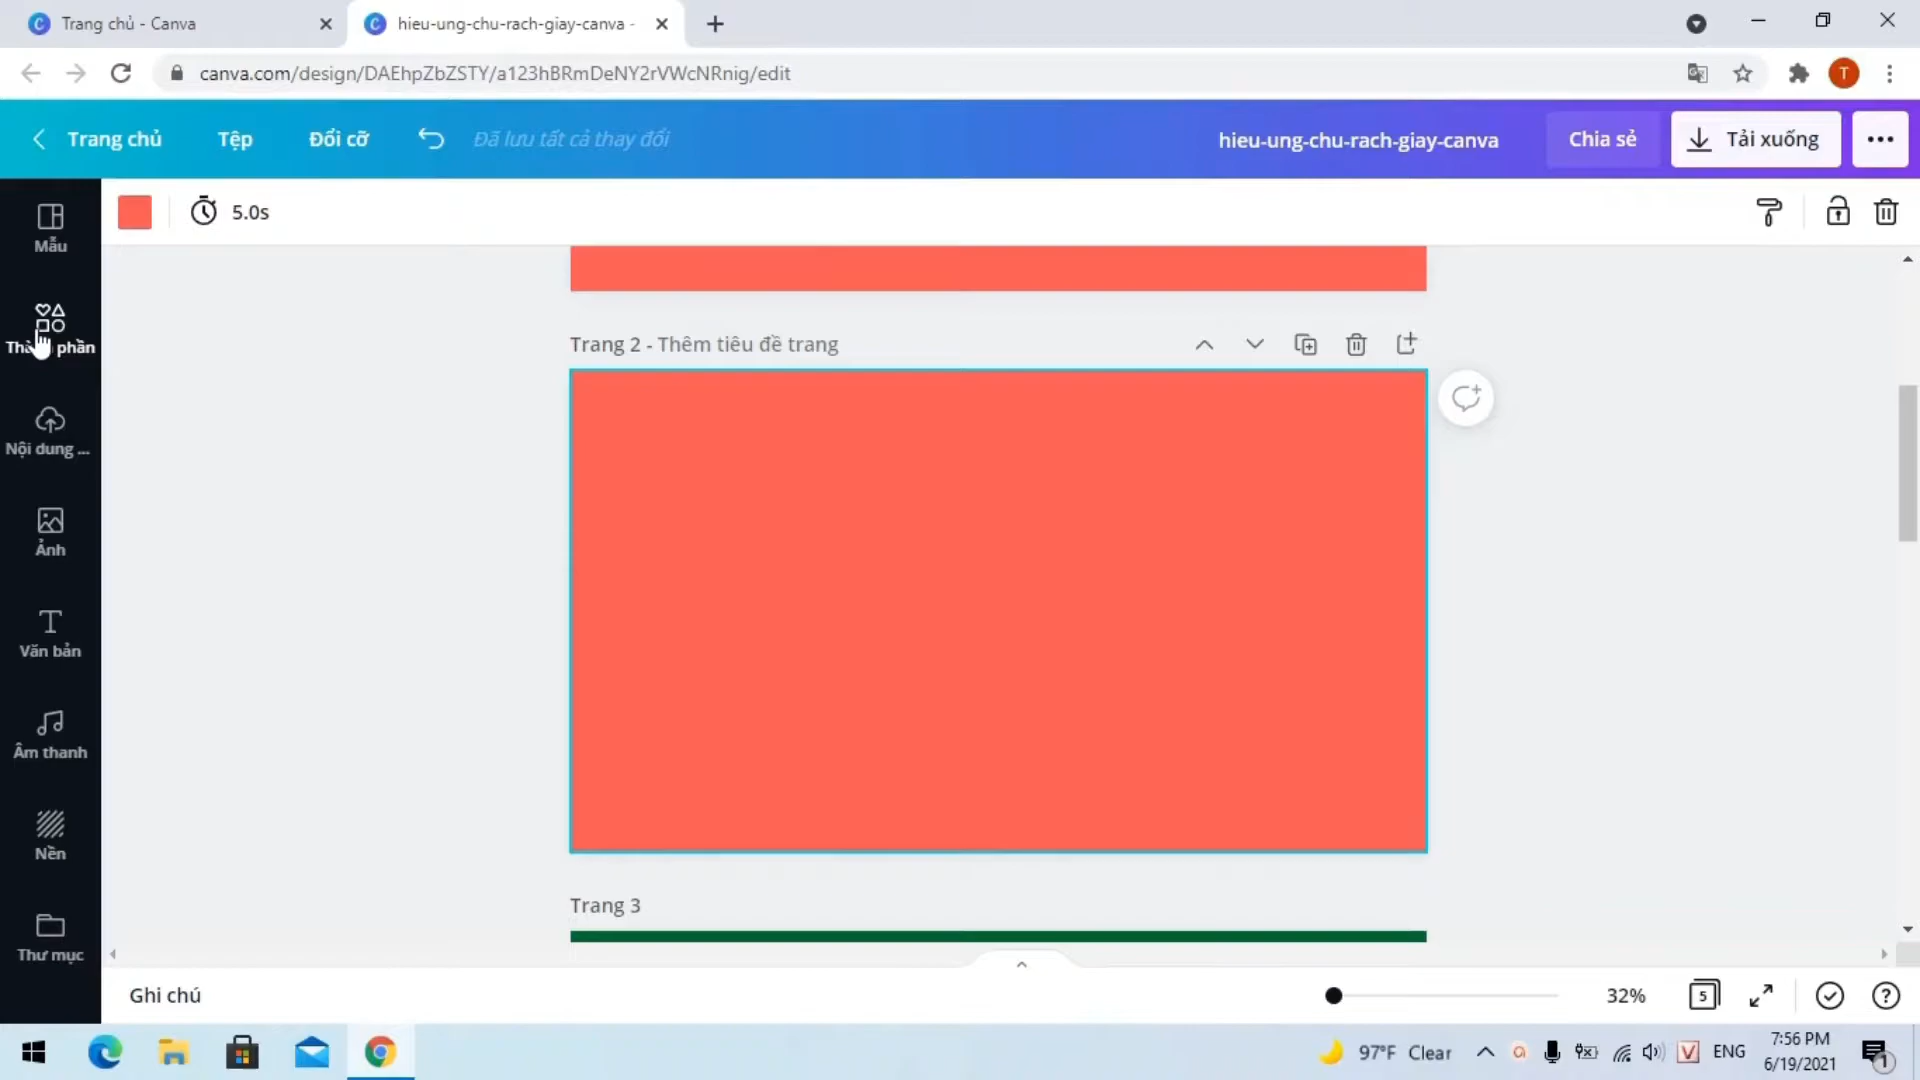 Trang chủ - Canva
hieu-ung-chu-rach-giay-canva -
canva.com/design/DAEhpZbZSTY/a123hBRmDeNY2rVWcNRnig/edit
T
Trang chủ
Tệp
Đổi cỡ
Đã lưu tất cả thay đổi
hieu-ung-chu-rach-giay-canva
Chia sẻ
Tải xuống
5.0s
Mẫu
phần
Nội dung ...
Ảnh
Văn bản
Âm thanh
Nền
Thư mục
Trang 2 - Thêm tiêu đề trang
Trang 3
Ghi chú
32%
5
97°F Clear
ENG
7:56 PM
6/19/2021
1